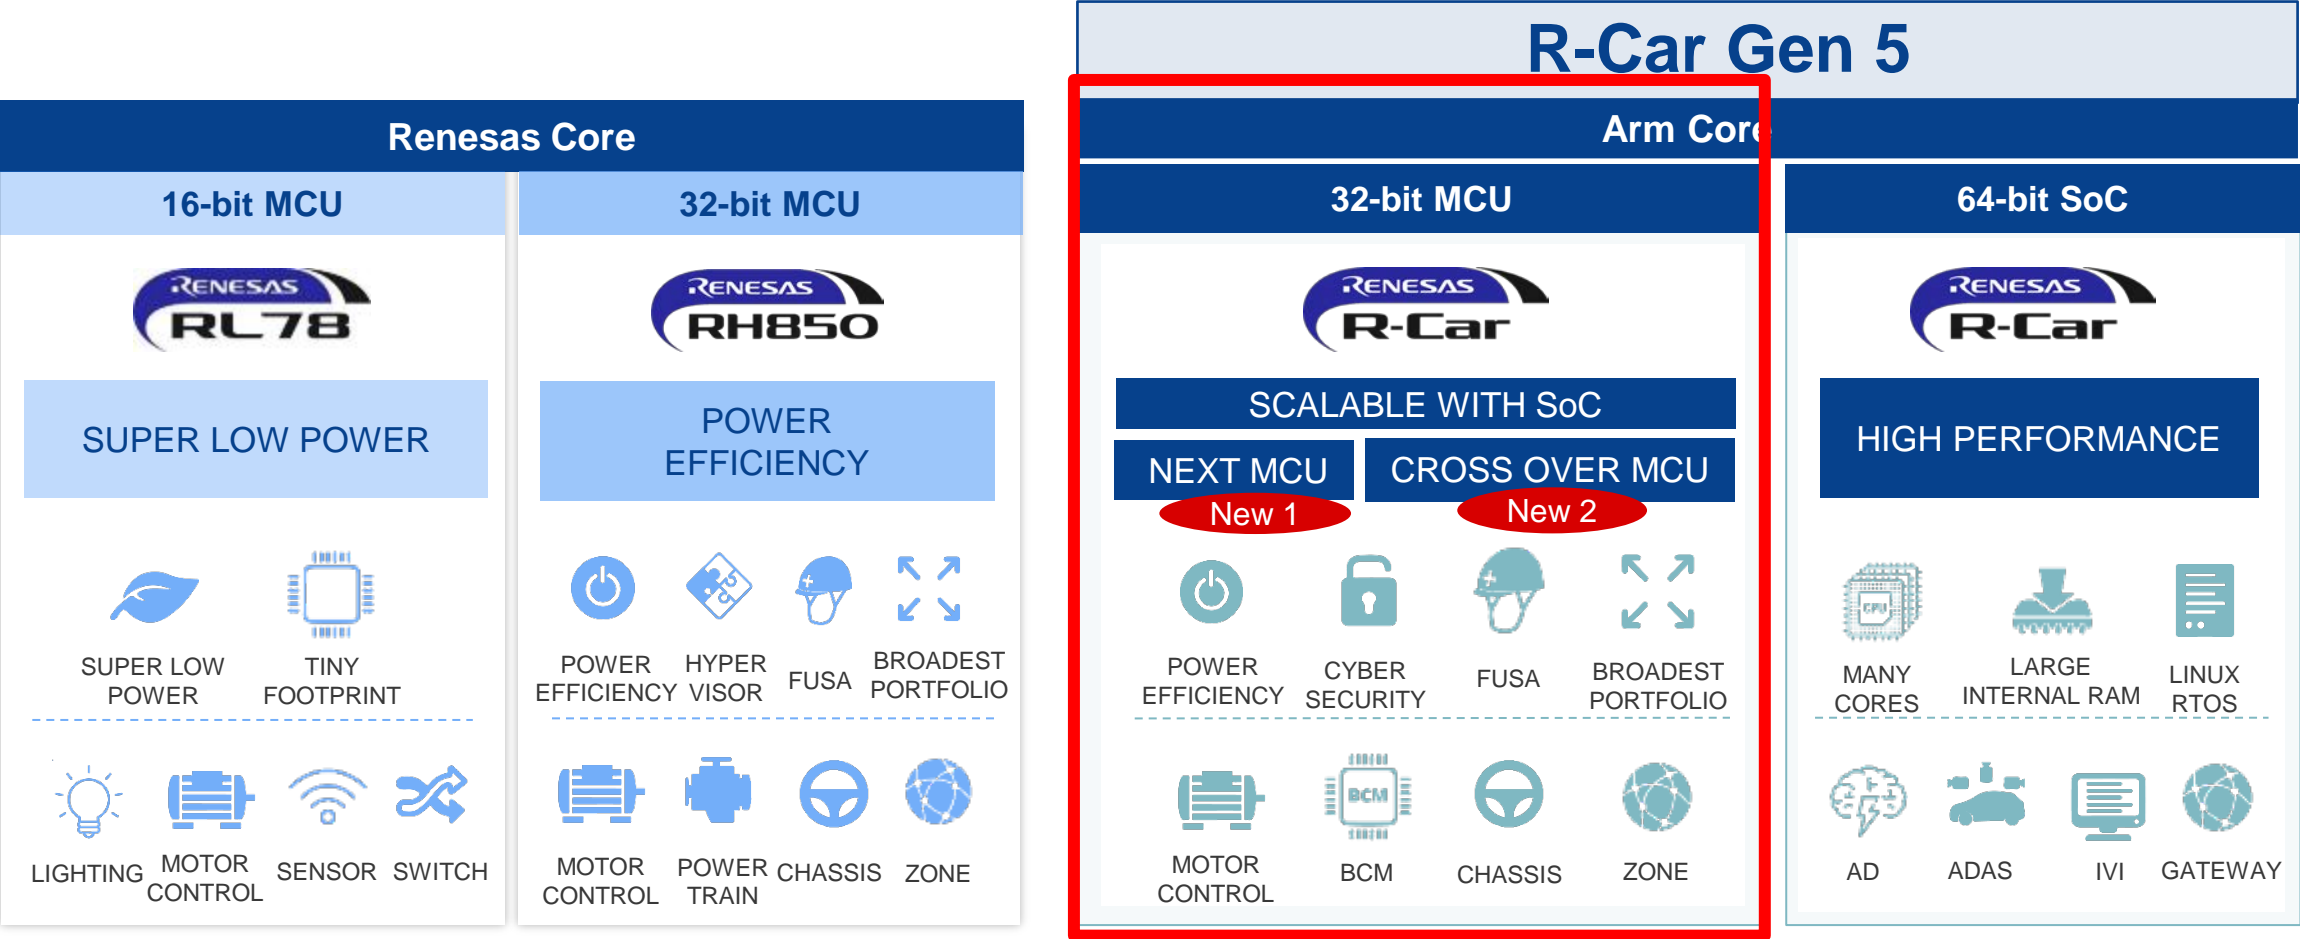 R-Car Gen 5
Renesas Core
Arm Core
16-bit MCU
32-bit MCU
32-bit MCU
64-bit SoC
RENESAS
RL78
RENESAS
RH850
RENESAS
R-Car
RENESAS
R-Car
SUPER LOW POWER
POWER
EFFICIENCY
SCALABLE WITH SoC
NEXT MCU
CROSS OVER MCU
New 1
New 2
HIGH PERFORMANCE
SUPER LOW
POWER
TINY
FOOTPRINT
POWER
EFFICIENCY
HYPER
VISOR
FUSA
BROADEST
PORTFOLIO
POWER
EFFICIENCY
CYBER
SECURITY
FUSA
BROADEST
PORTFOLIO
CPU
MANY
CORES
LARGE
INTERNAL RAM
LINUX
RTOS
LIGHTING
MOTOR
CONTROL
SENSOR
SWITCH
MOTOR
CONTROL
POWER
TRAIN
CHASSIS
ZONE
MOTOR
CONTROL
BCM
BCM
CHASSIS
ZONE
AD
ADAS
IVI
GATEWAY